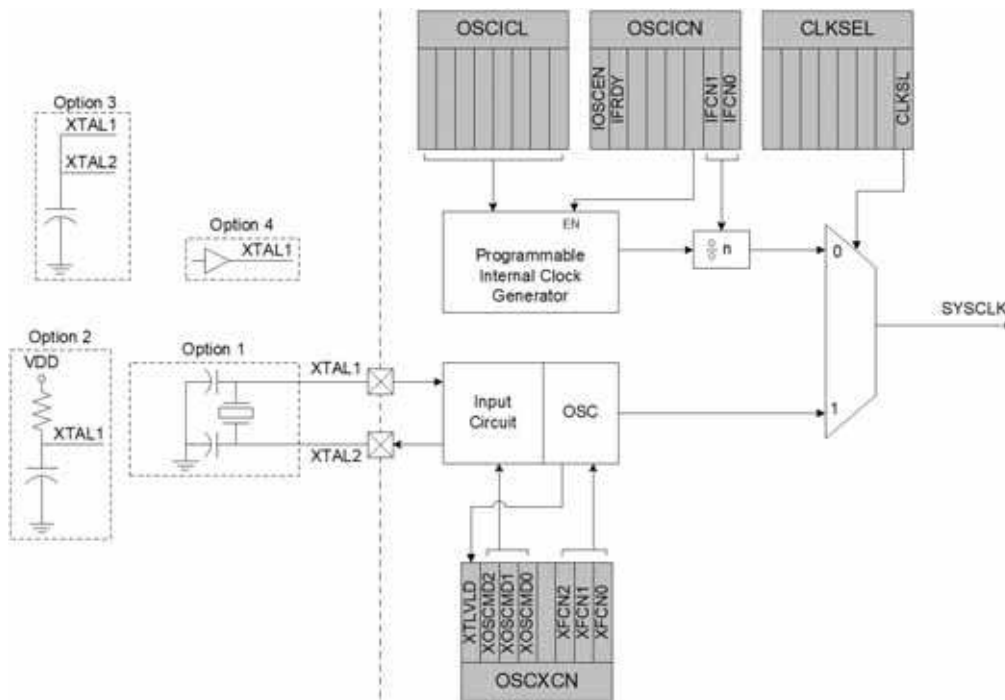 OSCICL
OSCICN
CLKSEL
IOSCEN
IFRDY
IFCN1
IFCN0
CLKSL
Option 3
XTAL1
XTAL2
Option 4
XTAL1
EN
Programmable
Internal Clock
Generator
÷ n
0
SYSCLK
Option 2
VDD
XTAL1
Option 1
XTAL1
XTAL2
Input
Circuit
OSC
1
XTLVLD
XOSCMD2
XOSCMD1
XOSCMD0
XFCN2
XFCN1
XFCN0
OSCXCN